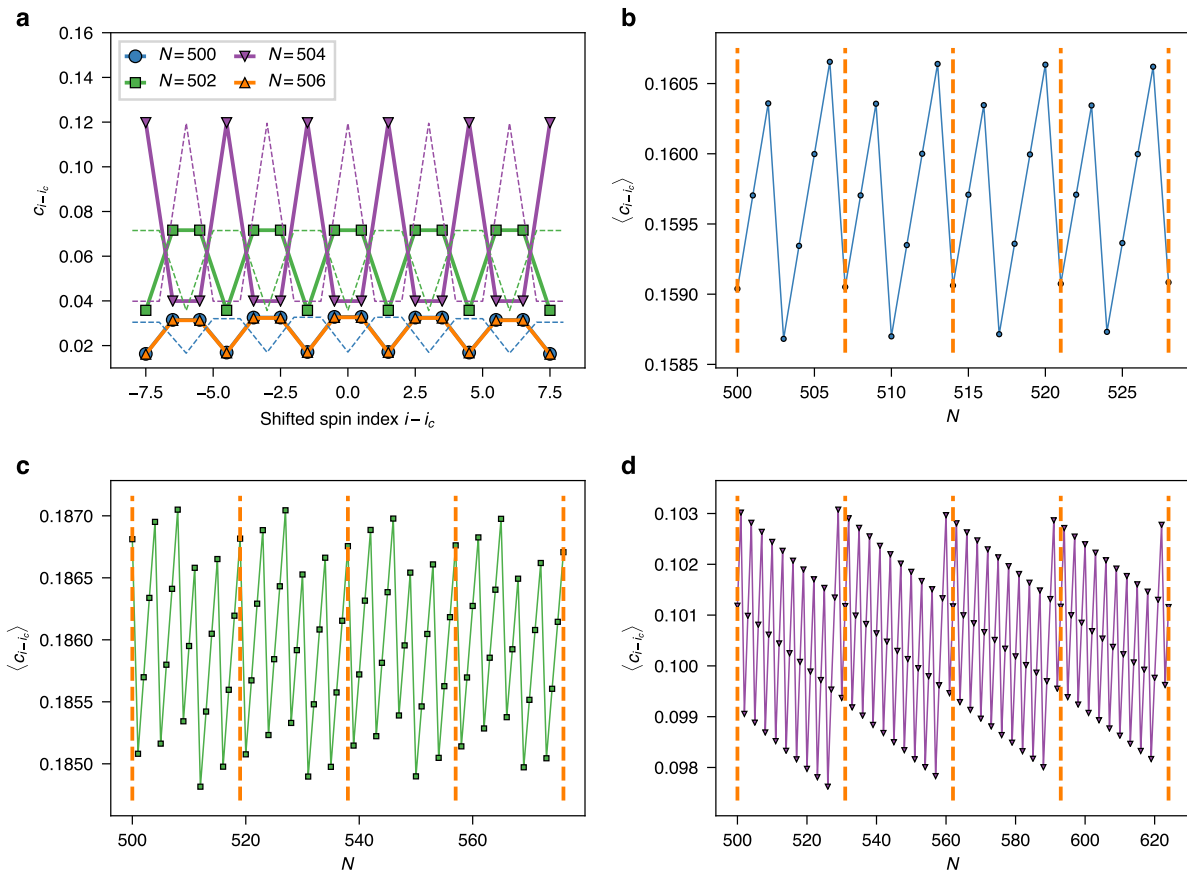 a
0.16
0.14
0.12
0.10
0.08
0.06
0.04
0.02
c_{i−i_c}
N = 500
N = 502
N = 504
N = 506
−7.5 −5.0 −2.5 0.0 2.5 5.0 7.5
Shifted spin index i − i_c
b
0.1605
0.1600
0.1595
0.1590
0.1585
⟨c_{i−i_c}⟩
500 505 510 515 520 525
N
c
0.1870
0.1865
0.1860
0.1855
0.1850
⟨c_{i−i_c}⟩
500 520 540 560
N
d
0.103
0.102
0.101
0.100
0.099
0.098
⟨c_{i−i_c}⟩
500 520 540 560 580 600 620
N